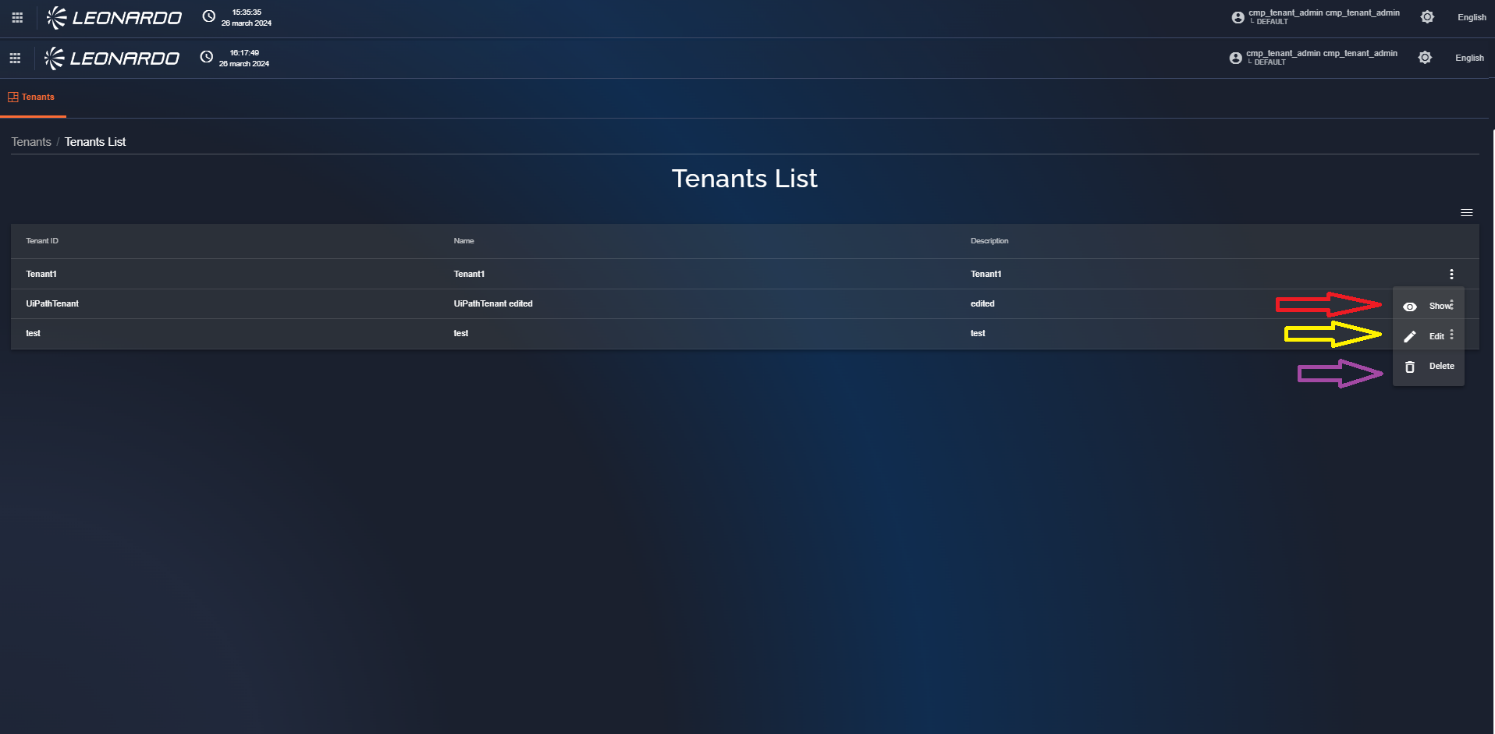 LEONARDO
15:35:35
26 march 2024
cmp_tenant_admin cmp_tenant_admin
└ DEFAULT
English
LEONARDO
16:17:49
26 march 2024
cmp_tenant_admin cmp_tenant_admin
└ DEFAULT
English
Tenants
Tenants / Tenants List
Tenants List
Tenant ID Name Description
Tenant1 Tenant1 Tenant1
UiPathTenant UiPathTenant edited edited
Show
test test test
Edit
Delete